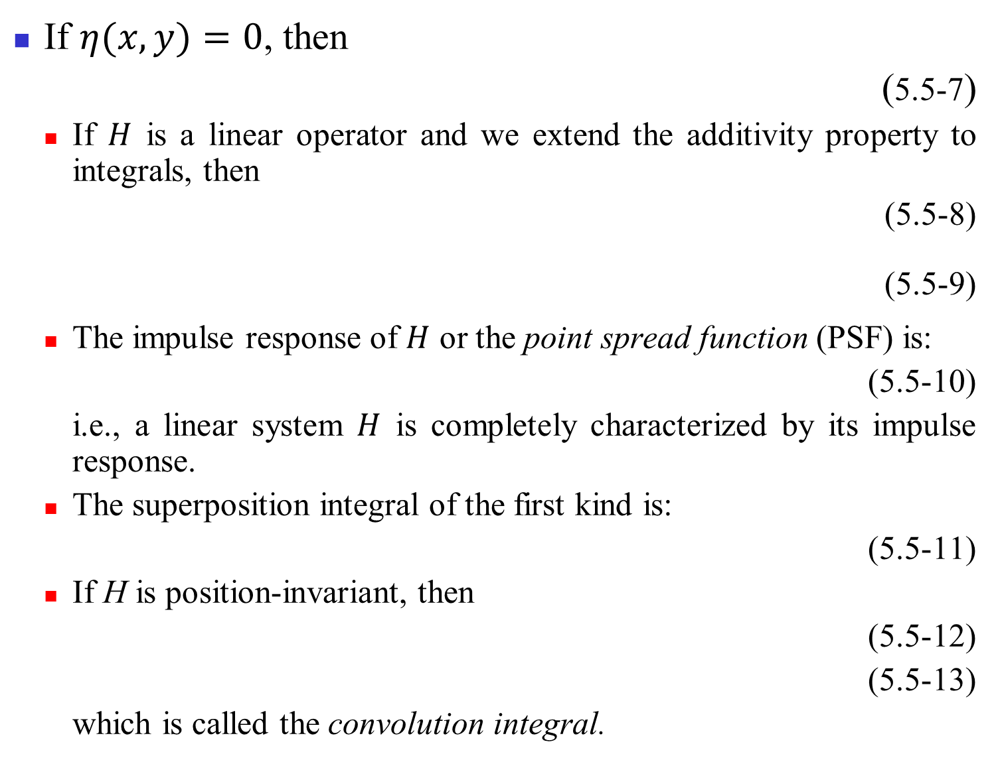 If η(x, y) = 0, then
(5.5-7)
If H is a linear operator and we extend the additivity property to
integrals, then
(5.5-8)
(5.5-9)
The impulse response of H or the point spread function (PSF) is:
(5.5-10)
i.e., a linear system H is completely characterized by its impulse
response.
The superposition integral of the first kind is:
(5.5-11)
If H is position-invariant, then
(5.5-12)
(5.5-13)
which is called the convolution integral.